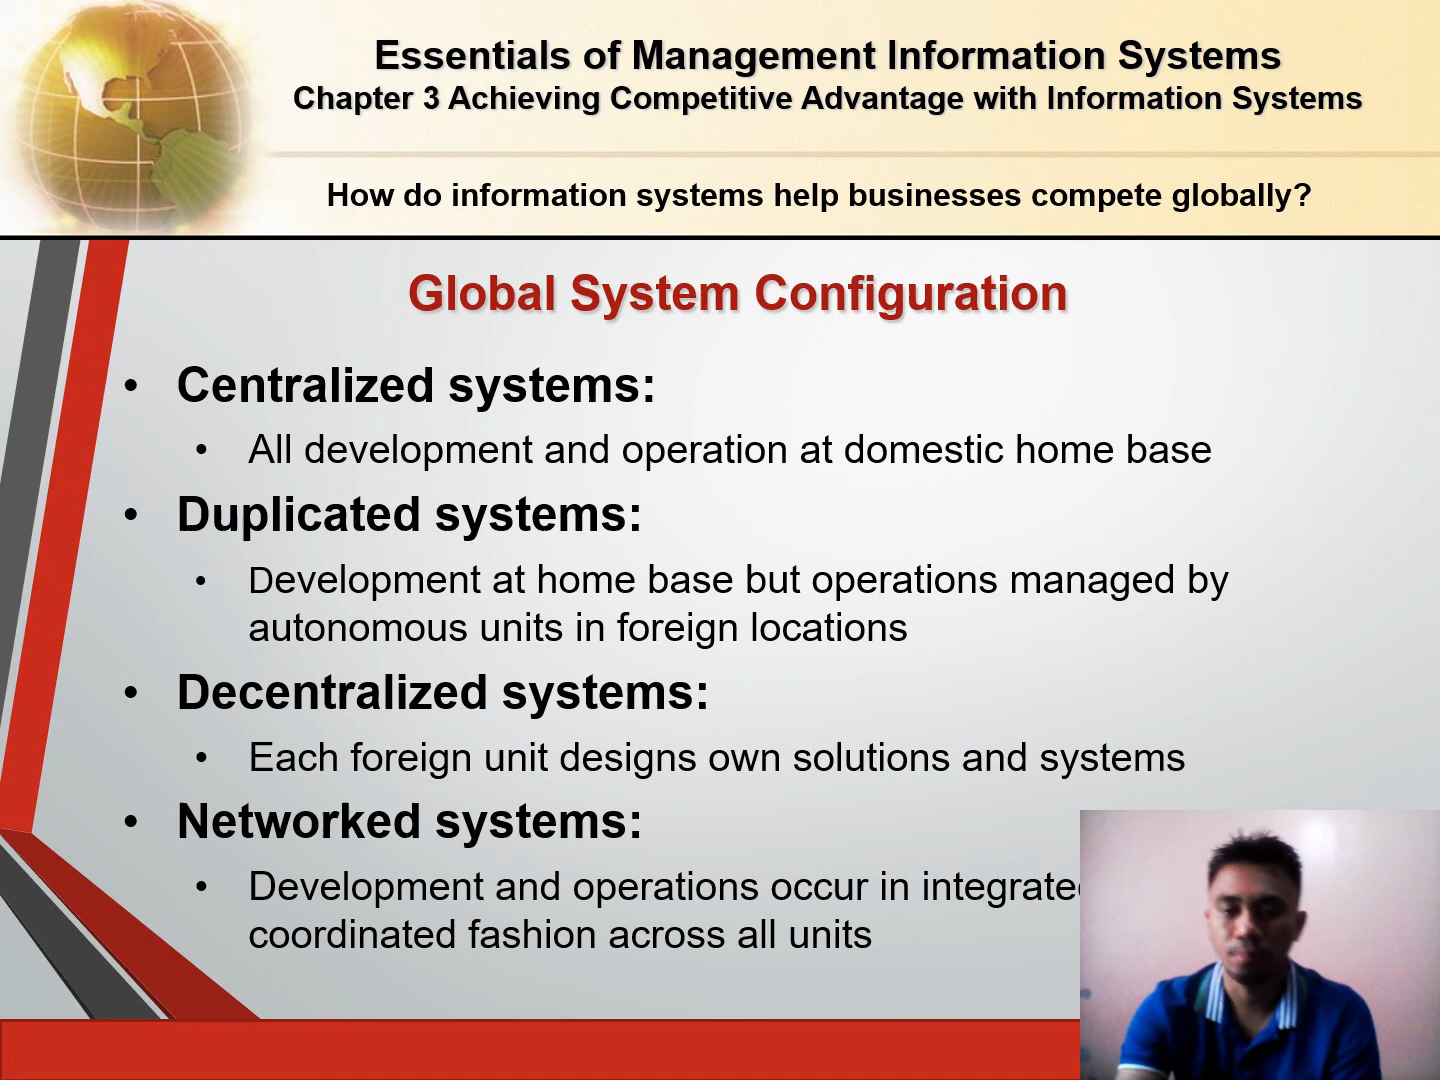 Essentials of Management Information Systems
Chapter 3 Achieving Competitive Advantage with Information Systems
How do information systems help businesses compete globally?
Global System Configuration
• Centralized systems:
• All development and operation at domestic home base
• Duplicated systems:
• Development at home base but operations managed by
autonomous units in foreign locations
• Decentralized systems:
• Each foreign unit designs own solutions and systems
• Networked systems:
• Development and operations occur in
coordinated fashion across all units